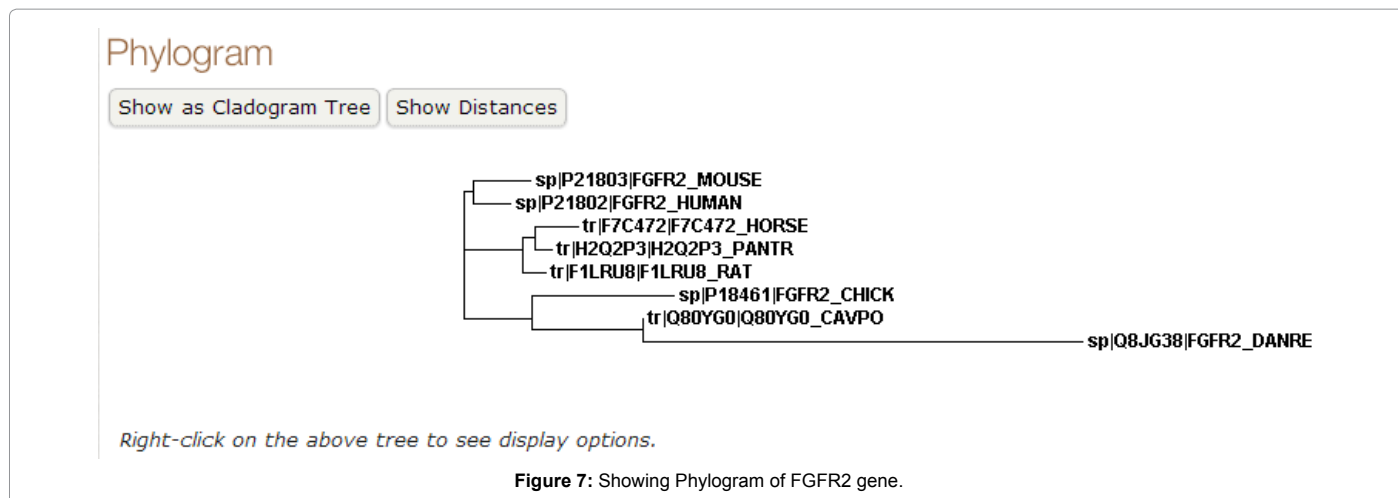 Phylogram
Show as Cladogram Tree Show Distances
sp|P21803|FGFR2_MOUSE
sp|P21802|FGFR2_HUMAN
tr|F7C472|F7C472_HORSE
tr|H2Q2P3|H2Q2P3_PANTR
tr|F1LRU8|F1LRU8_RAT
sp|P18461|FGFR2_CHICK
tr|Q80YG0|Q80YG0_CAVPO
sp|Q8JG38|FGFR2_DANRE
Right-click on the above tree to see display options.
Figure 7: Showing Phylogram of FGFR2 gene.